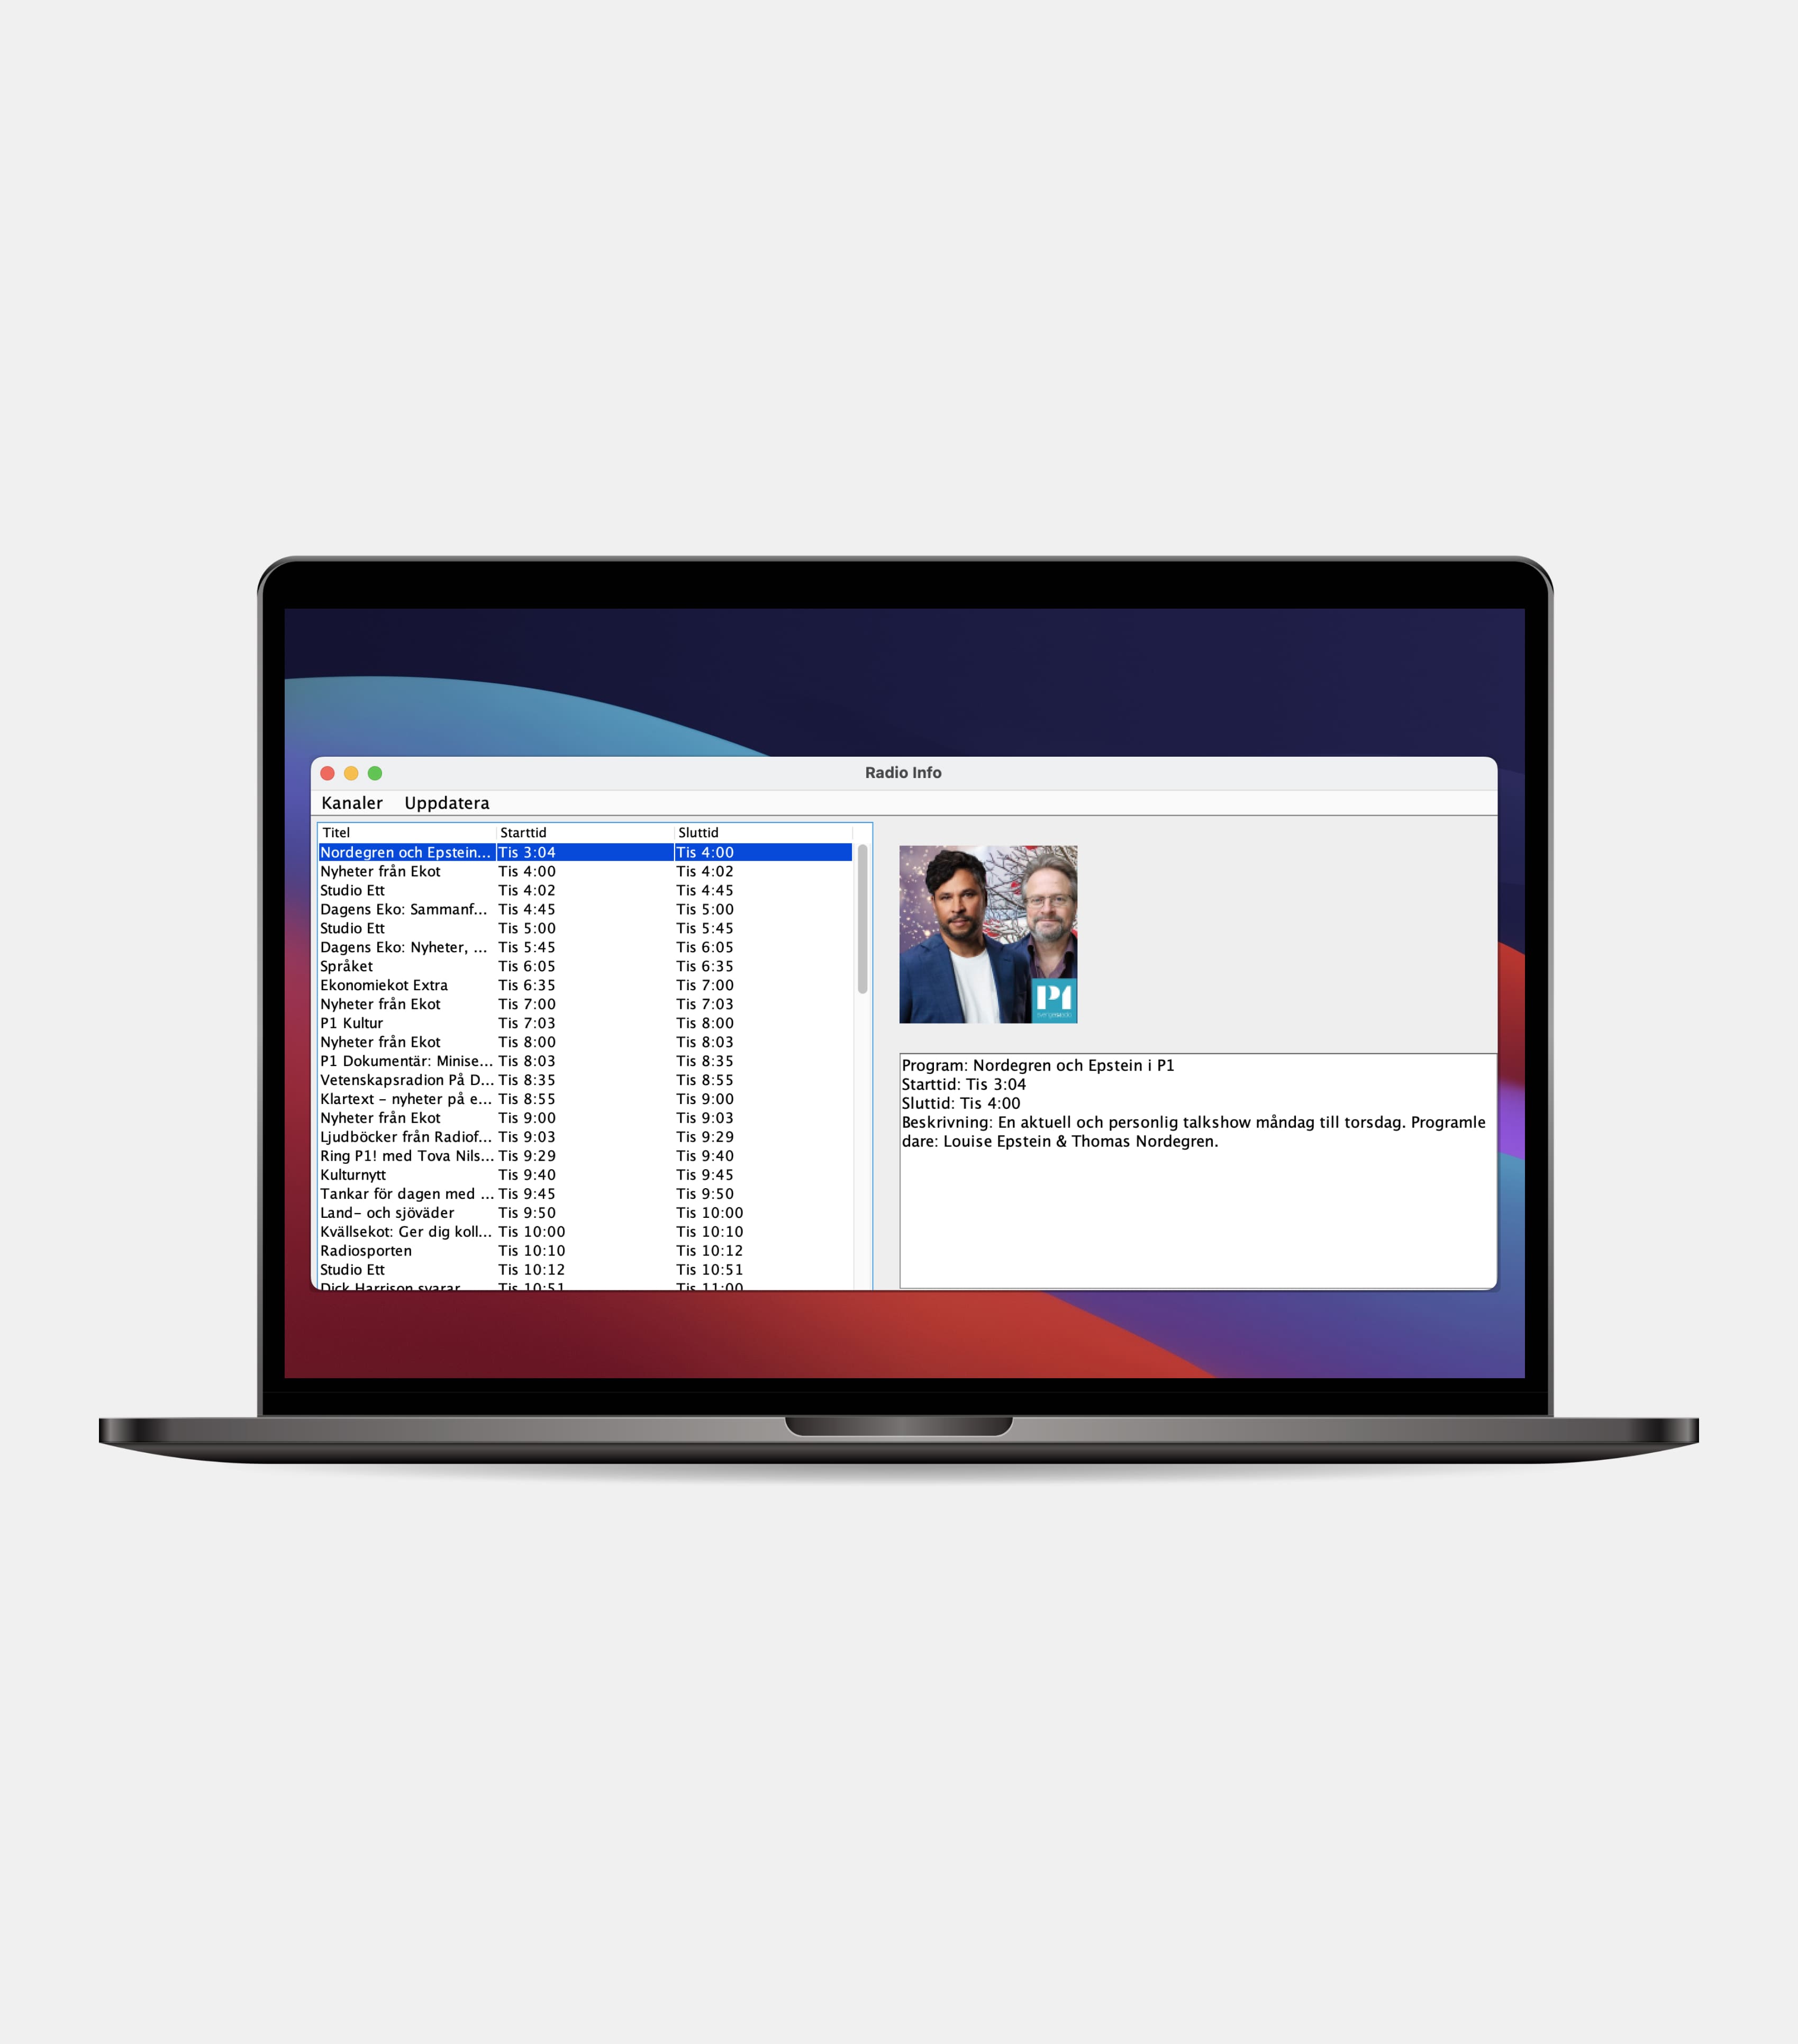 Radio Info
Kanaler Uppdatera
Titel Starttid Sluttid
Nordegren och Epstein... Tis 3:04 Tis 4:00
Nyheter från Ekot Tis 4:00 Tis 4:02
Studio Ett Tis 4:02 Tis 4:45
Dagens Eko: Sammanf... Tis 4:45 Tis 5:00
Studio Ett Tis 5:00 Tis 5:45
Dagens Eko: Nyheter, ... Tis 5:45 Tis 6:05
Språket Tis 6:05 Tis 6:35
Ekonomiekot Extra Tis 6:35 Tis 7:00
Nyheter från Ekot Tis 7:00 Tis 7:03
P1 Kultur Tis 7:03 Tis 8:00
Nyheter från Ekot Tis 8:00 Tis 8:03
P1 Dokumentär: Minise... Tis 8:03 Tis 8:35
Vetenskapsradion På D... Tis 8:35 Tis 8:55
Klartext – nyheter på e... Tis 8:55 Tis 9:00
Nyheter från Ekot Tis 9:00 Tis 9:03
Ljudböcker från Radiof... Tis 9:03 Tis 9:29
Ring P1! med Tova Nils... Tis 9:29 Tis 9:40
Kulturnytt Tis 9:40 Tis 9:45
Tankar för dagen med ... Tis 9:45 Tis 9:50
Land- och sjöväder Tis 9:50 Tis 10:00
Kvällsekot: Ger dig koll... Tis 10:00 Tis 10:10
Radiosporten Tis 10:10 Tis 10:12
Studio Ett Tis 10:12 Tis 10:51
Dick Harrison svarar Tis 10:51 Tis 11:00
P1
sverigesradio
Program: Nordegren och Epstein i P1
Starttid: Tis 3:04
Sluttid: Tis 4:00
Beskrivning: En aktuell och personlig talkshow måndag till torsdag. Programle
dare: Louise Epstein & Thomas Nordegren.